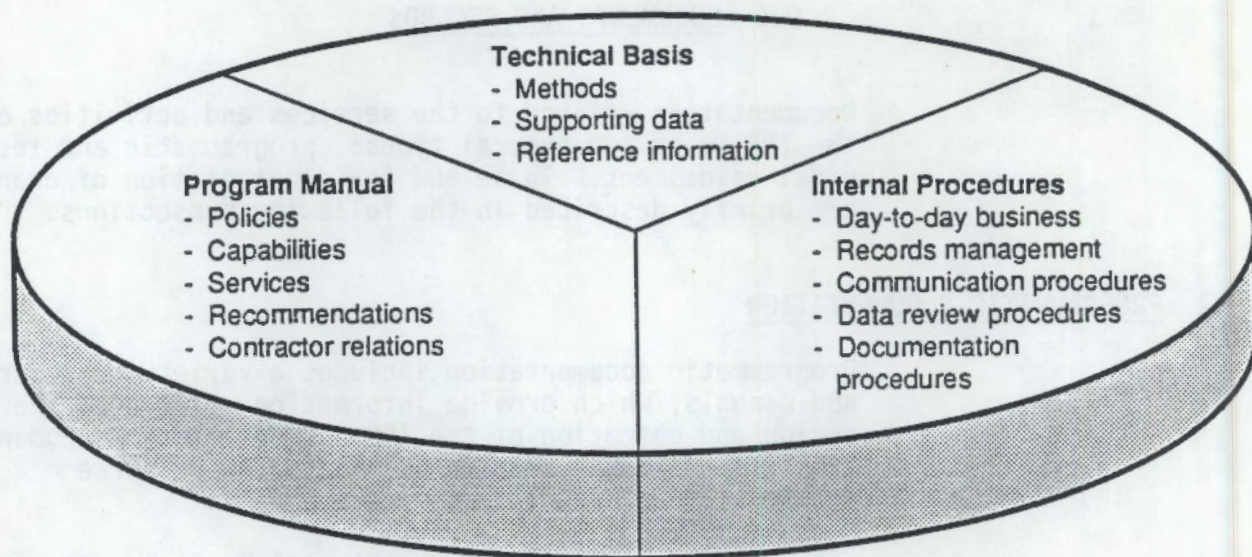 Technical Basis
- Methods
- Supporting data
- Reference information
Program Manual
- Policies
- Capabilities
- Services
- Recommendations
- Contractor relations
Internal Procedures
- Day-to-day business
- Records management
- Communication procedures
- Data review procedures
- Documentation
procedures